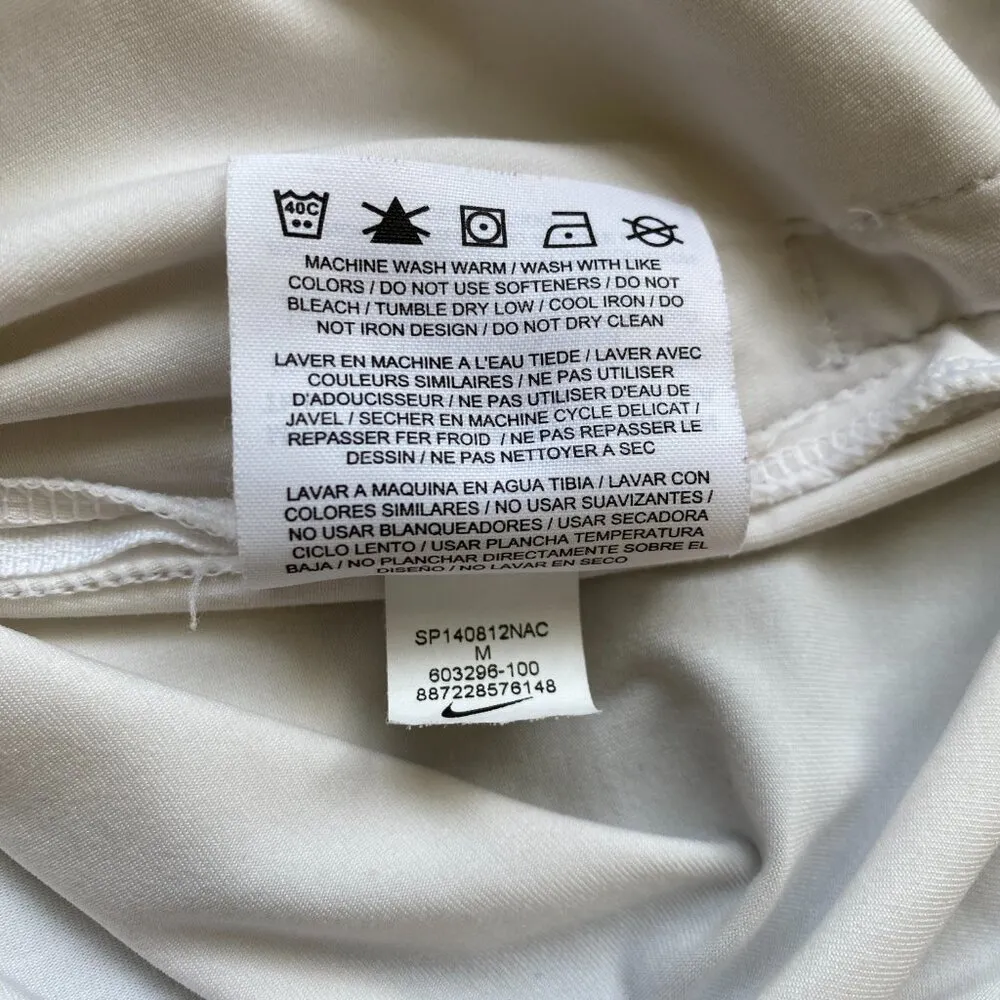 40C
MACHINE WASH WARM / WASH WITH LIKE
COLORS / DO NOT USE SOFTENERS / DO NOT
BLEACH / TUMBLE DRY LOW / COOL IRON / DO
NOT IRON DESIGN / DO NOT DRY CLEAN
LAVER EN MACHINE A L'EAU TIEDE / LAVER AVEC
COULEURS SIMILAIRES / NE PAS UTILISER
D'ADOUCISSEUR / NE PAS UTILISER D'EAU DE
JAVEL / SECHER EN MACHINE CYCLE DELICAT /
REPASSER FER FROID / NE PAS REPASSER LE
DESSIN / NE PAS NETTOYER A SEC
LAVAR A MAQUINA EN AGUA TIBIA / LAVAR CON
COLORES SIMILARES / NO USAR SUAVIZANTES /
NO USAR BLANQUEADORES / USAR SECADORA
CICLO LENTO / USAR PLANCHA TEMPERATURA
BAJA / NO PLANCHAR DIRECTAMENTE SOBRE EL
DISEÑO / NO LAVAR EN SECO
SP140812NAC
M
603296-100
887228576148